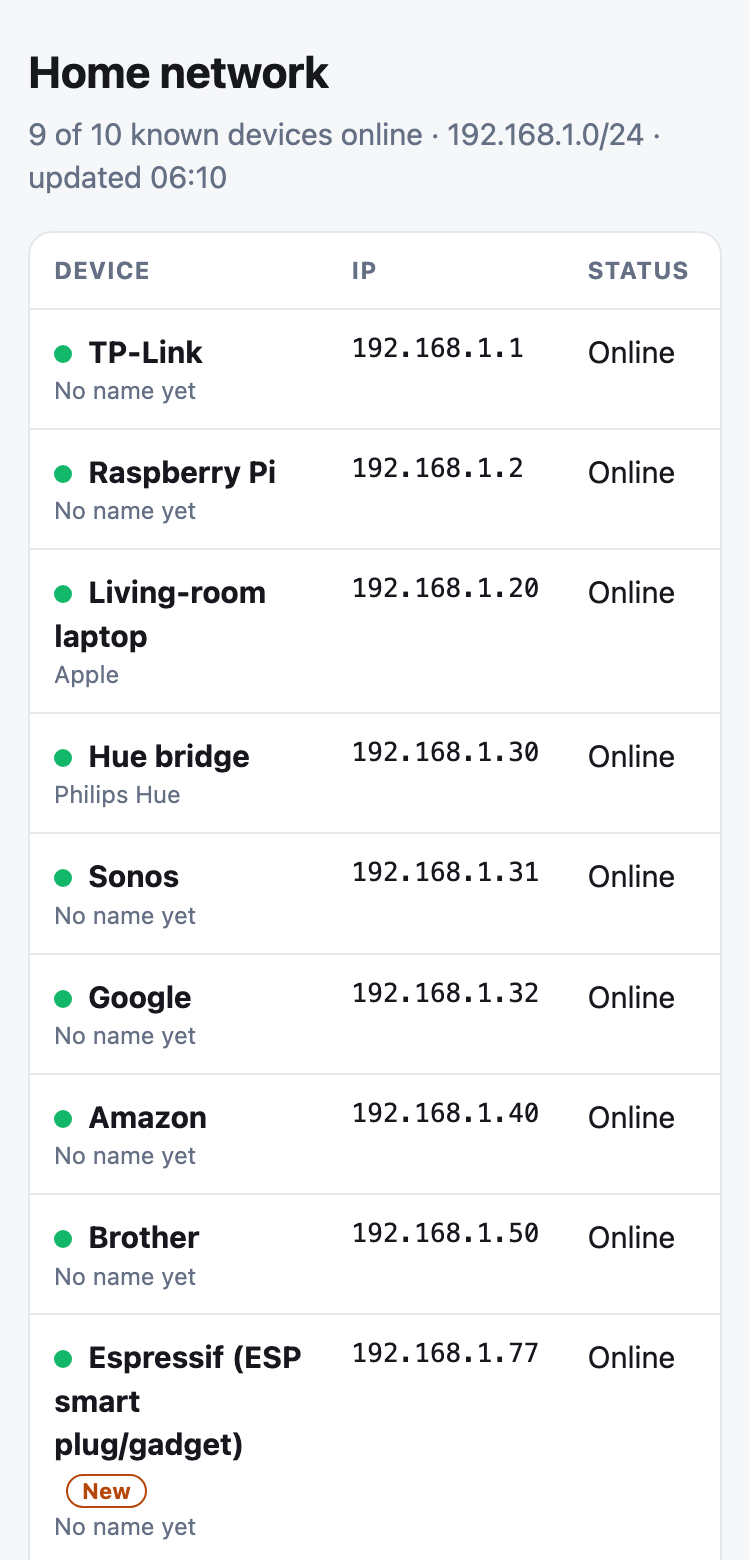 Home network
9 of 10 known devices online · 192.168.1.0/24 ·
updated 06:10
DEVICE IP STATUS
TP-Link 192.168.1.1 Online
No name yet
Raspberry Pi 192.168.1.2 Online
No name yet
Living-room 192.168.1.20 Online
laptop
Apple
Hue bridge 192.168.1.30 Online
Philips Hue
Sonos 192.168.1.31 Online
No name yet
Google 192.168.1.32 Online
No name yet
Amazon 192.168.1.40 Online
No name yet
Brother 192.168.1.50 Online
No name yet
Espressif (ESP 192.168.1.77 Online
smart
plug/gadget)
New
No name yet